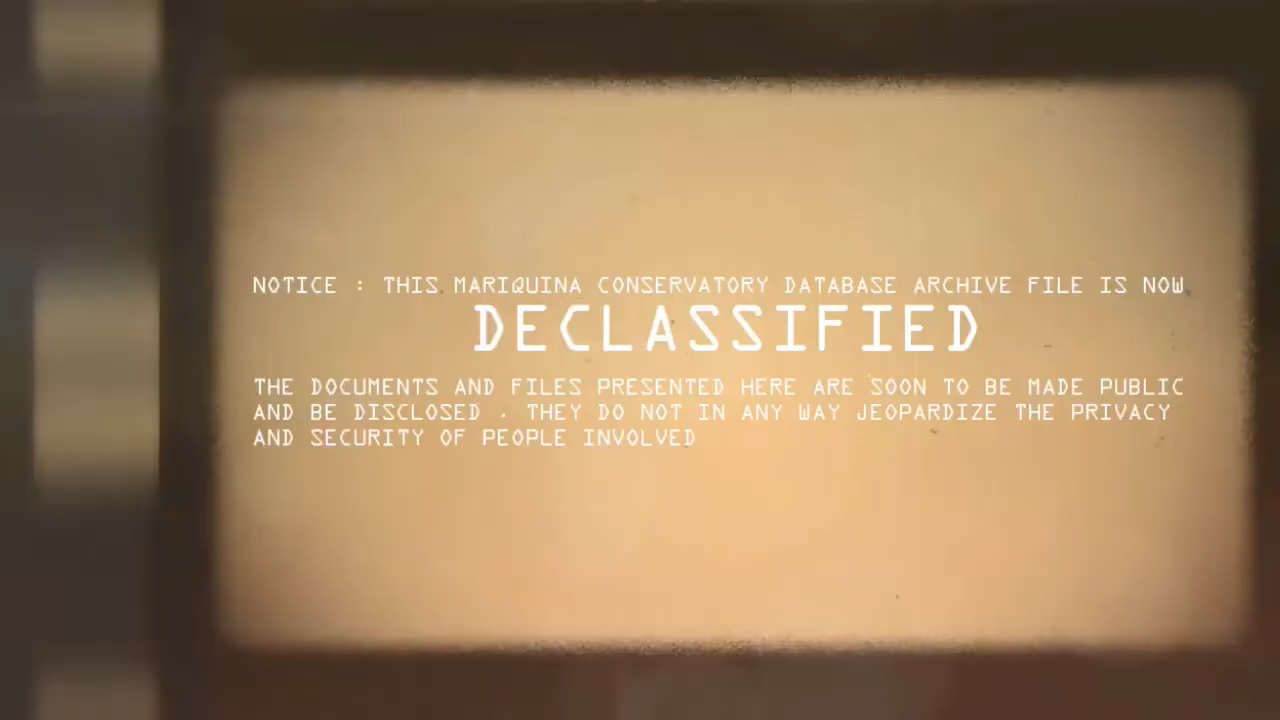 NOTICE : THIS MARIQUINA CONSERVATORY DATABASE ARCHIVE FILE IS NOW
DECLASSIFIED
THE DOCUMENTS AND FILES PRESENTED HERE ARE SOON TO BE MADE PUBLIC
AND BE DISCLOSED . THEY DO NOT IN ANY WAY JEOPARDIZE THE PRIVACY
AND SECURITY OF PEOPLE INVOLVED